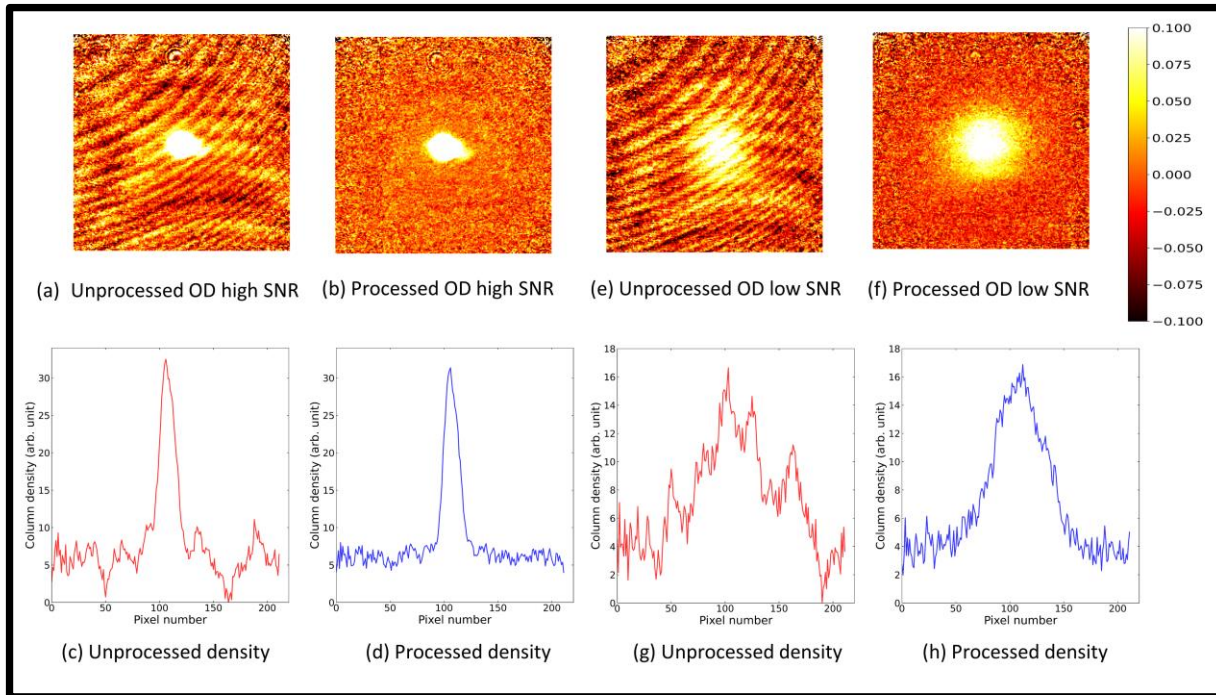 (a) Unprocessed OD high SNR
(b) Processed OD high SNR
(e) Unprocessed OD low SNR
(f) Processed OD low SNR
0.100
0.075
0.050
0.025
0.000
−0.025
−0.050
−0.075
−0.100
Column density (arb. unit)
30
25
20
15
10
5
0
0 50 100 150 200
Pixel number
(c) Unprocessed density
Column density (arb. unit)
30
25
20
15
10
5
0
0 50 100 150 200
Pixel number
(d) Processed density
Column density (arb. unit)
18
16
14
12
10
8
6
4
2
0
0 50 100 150 200
Pixel number
(g) Unprocessed density
Column density (arb. unit)
18
16
14
12
10
8
6
4
2
0
0 50 100 150 200
Pixel number
(h) Processed density